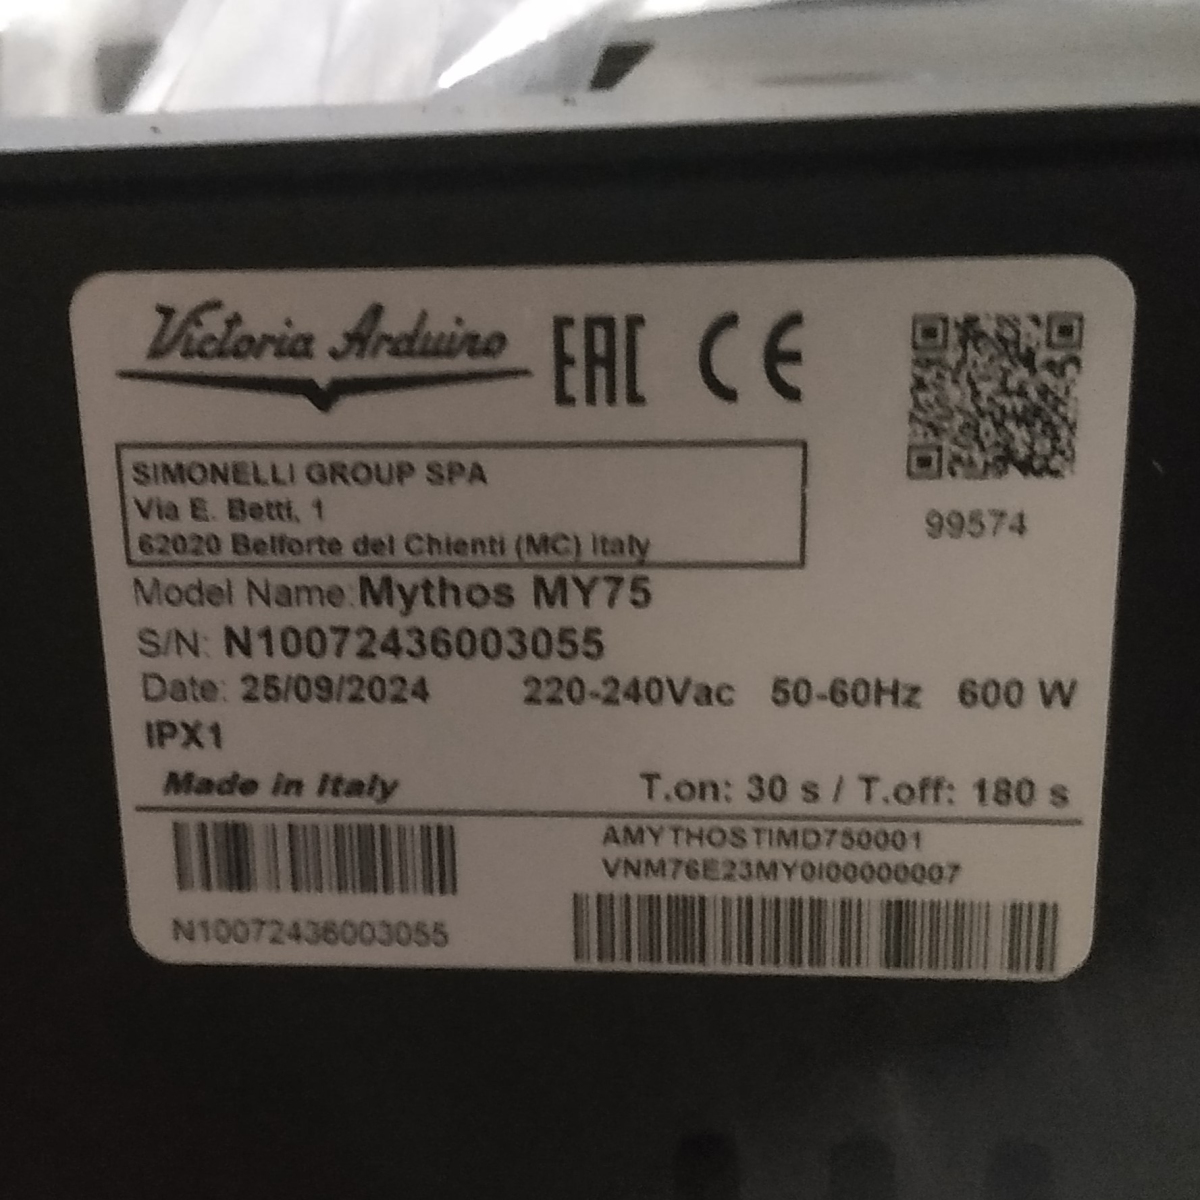 Victoria Arduino
EAC CE
SIMONELLI GROUP SPA
Via E. Betti, 1
62020 Belforte del Chienti (MC) Italy
99574
Model Name:Mythos MY75
S/N: N10072436003055
Date: 25/09/2024 220-240Vac 50-60Hz 600 W
IPX1
Made in Italy T.on: 30 s / T.off: 180 s
AMYTHOSTIMD750001
VNM76E23MY0I00000007
N10072436003055